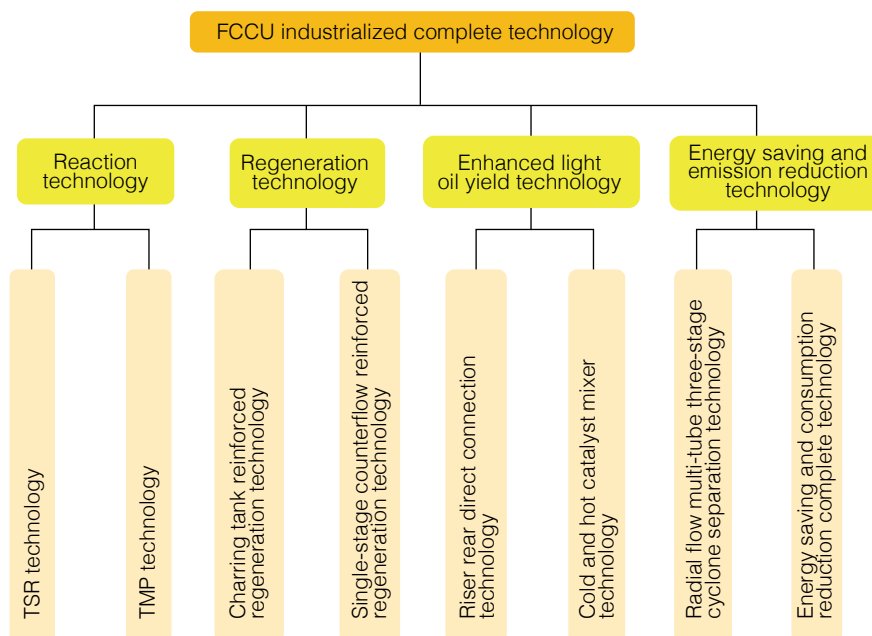 FCCU industrialized complete technology
Reaction
technology
Regeneration
technology
Enhanced light
oil yield technology
Energy saving and
emission reduction
technology
TSR technology
TMP technology
Charring tank reinforced
regeneration technology
Single-stage counterflow reinforced
regeneration technology
Riser rear direct connection
technology
Cold and hot catalyst mixer
technology
Radial flow multi-tube three-stage
cyclone separation technology
Energy saving and consumption
reduction complete technology